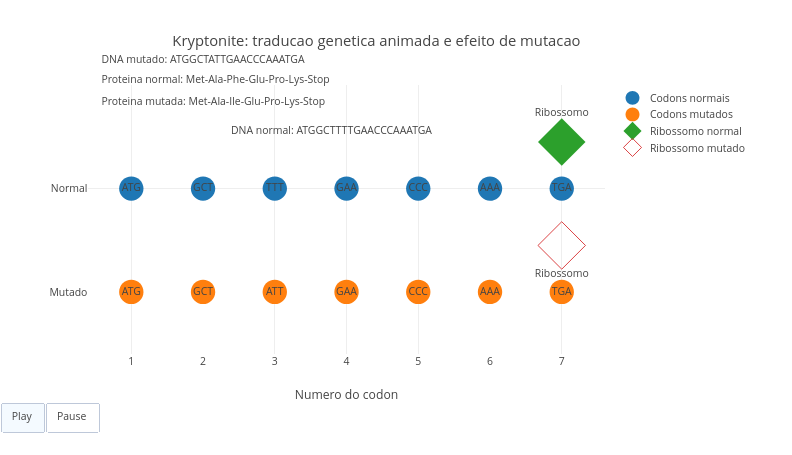 Kryptonite: traducao genetica animada e efeito de mutacao
DNA mutado: ATGGCTATTGAACCCAAATGA
Proteina normal: Met-Ala-Phe-Glu-Pro-Lys-Stop
Proteina mutada: Met-Ala-Ile-Glu-Pro-Lys-Stop
DNA normal: ATGGCTTTTGAACCCAAATGA
Ribossomo
Codons normais
Codons mutados
Ribossomo normal
Ribossomo mutado
Normal ATG GCT TTT GAA CCC AAA TGA
Ribossomo
Mutado ATG GCT ATT GAA CCC AAA TGA
1 2 3 4 5 6 7
Numero do codon
Play Pause